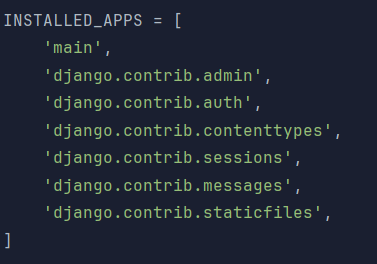 INSTALLED_APPS = [
    'main',
    'django.contrib.admin',
    'django.contrib.auth',
    'django.contrib.contenttypes',
    'django.contrib.sessions',
    'django.contrib.messages',
    'django.contrib.staticfiles',
]